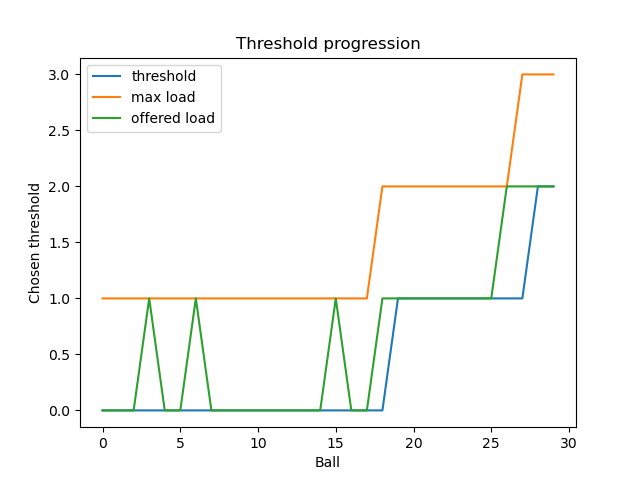 Threshold progression
threshold
max load
offered load
3.0
2.5
2.0
1.5
1.0
0.5
0.0
Chosen threshold
0 5 10 15 20 25 30
Ball